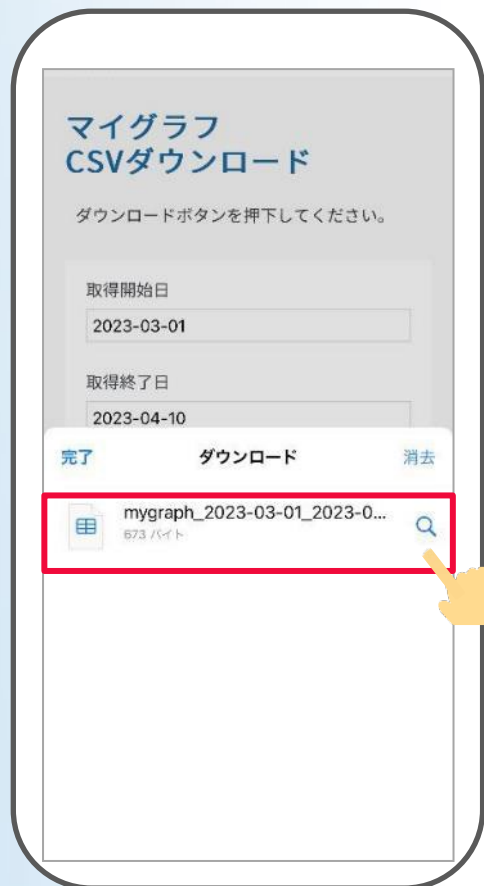 マイグラフ
CSVダウンロード
ダウンロードボタンを押下してください。
取得開始日
2023-03-01
取得終了日
2023-04-10
完了 ダウンロード 消去
mygraph_2023-03-01_2023-0...
673 バイト